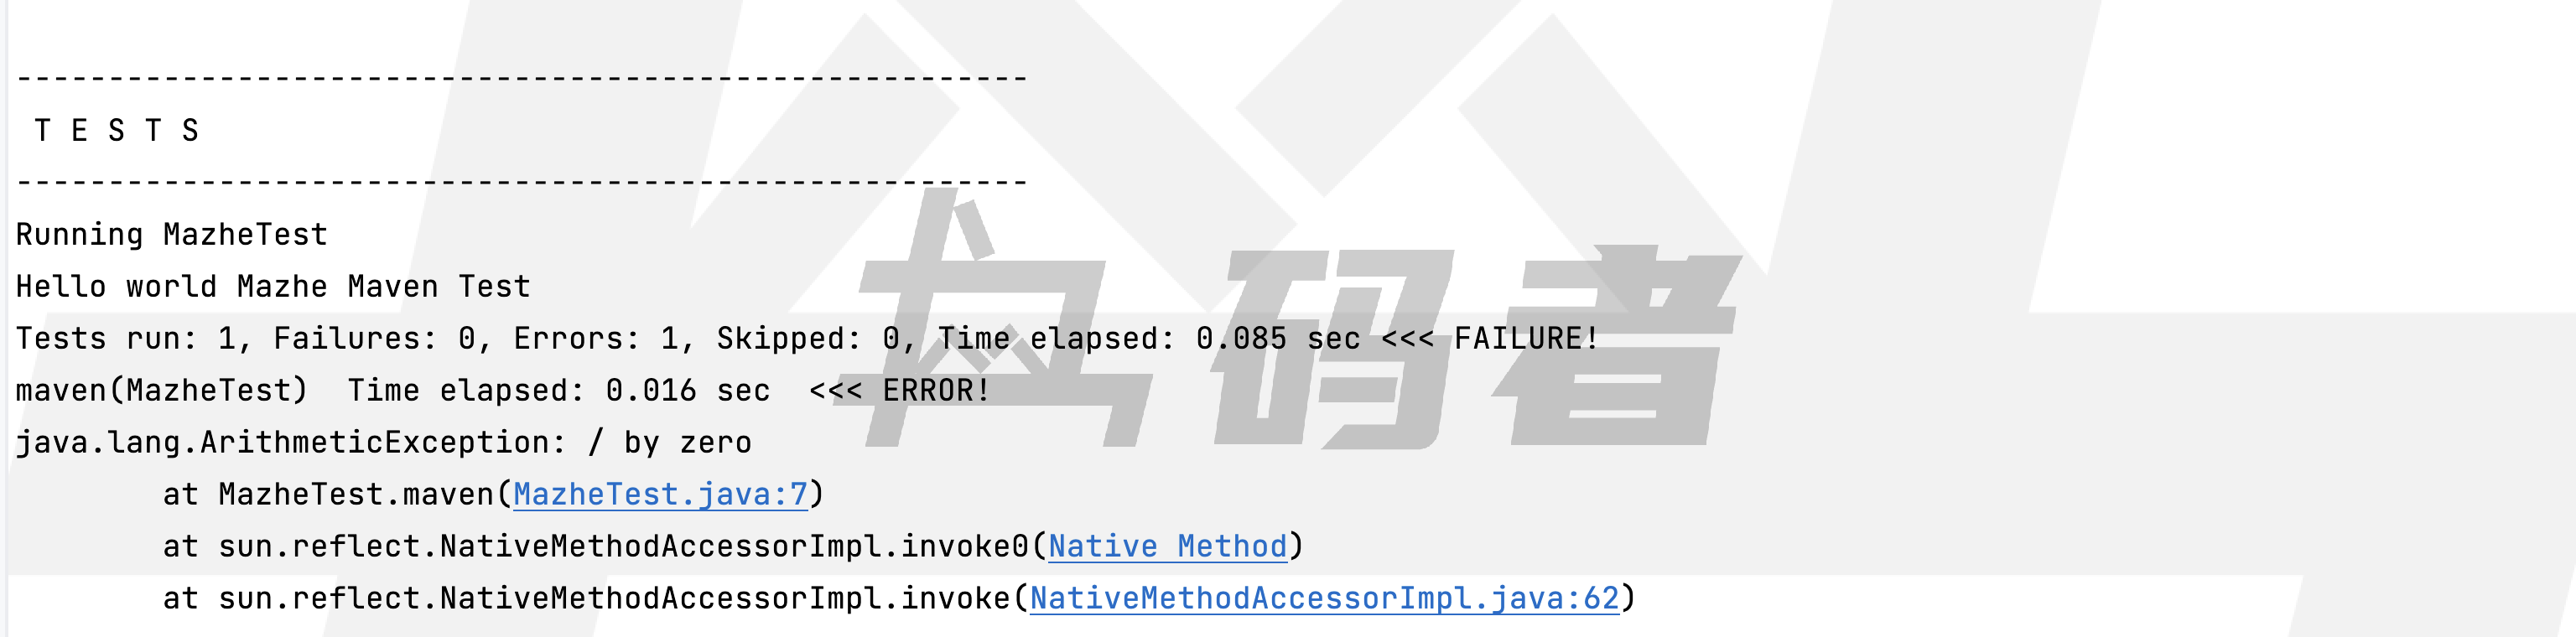 -------------------------------------------------------
 T E S T S
-------------------------------------------------------
Running MazheTest
Hello world Mazhe Maven Test
Tests run: 1, Failures: 0, Errors: 1, Skipped: 0, Time elapsed: 0.085 sec <<< FAILURE!
maven(MazheTest)  Time elapsed: 0.016 sec  <<< ERROR!
java.lang.ArithmeticException: / by zero
	at MazheTest.maven(MazheTest.java:7)
	at sun.reflect.NativeMethodAccessorImpl.invoke0(Native Method)
	at sun.reflect.NativeMethodAccessorImpl.invoke(NativeMethodAccessorImpl.java:62)
码者